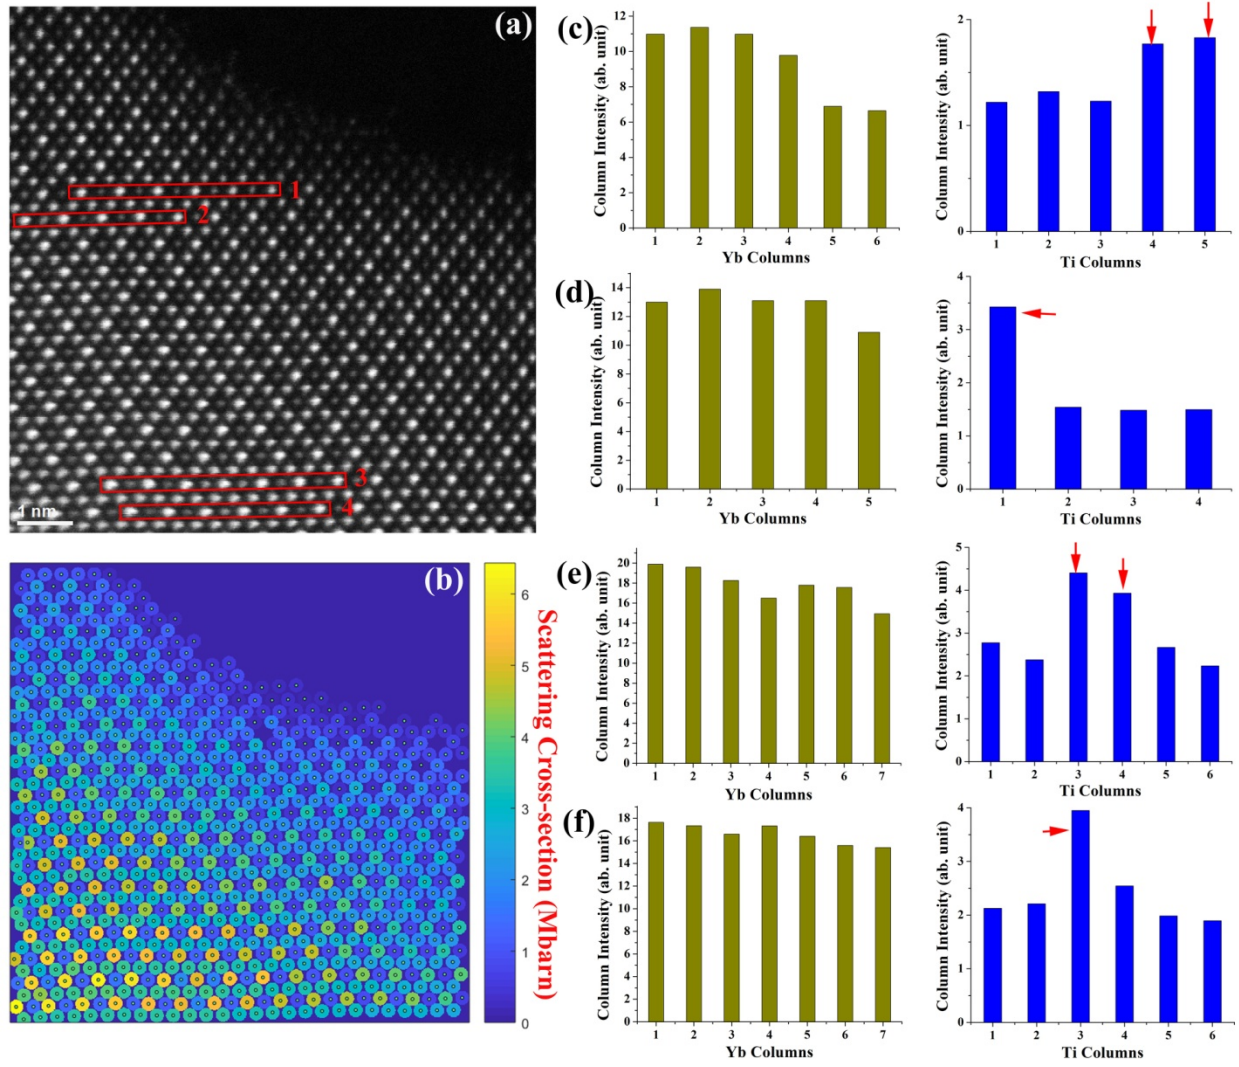 (a)
1
2
3
4
1 nm
(b)
6
5
4
3
2
1
0
Scattering Cross-section (Mbarn)
(c)
Column Intensity (ab. unit)
12
10
8
6
4
2
0
1 2 3 4 5 6
Yb Columns
Column Intensity (ab. unit)
2
1
0
1 2 3 4 5
Ti Columns
(d)
Column Intensity (ab. unit)
14
12
10
8
6
4
2
0
1 2 3 4 5
Yb Columns
Column Intensity (ab. unit)
4
3
2
1
0
1 2 3 4
Ti Columns
(e)
Column Intensity (ab. unit)
20
18
16
14
12
10
8
6
4
2
0
1 2 3 4 5 6 7
Yb Columns
Column Intensity (ab. unit)
5
4
3
2
1
0
1 2 3 4 5 6
Ti Columns
(f)
Column Intensity (ab. unit)
18
16
14
12
10
8
6
4
2
0
1 2 3 4 5 6 7
Yb Columns
Column Intensity (ab. unit)
4
3
2
1
0
1 2 3 4 5 6
Ti Columns